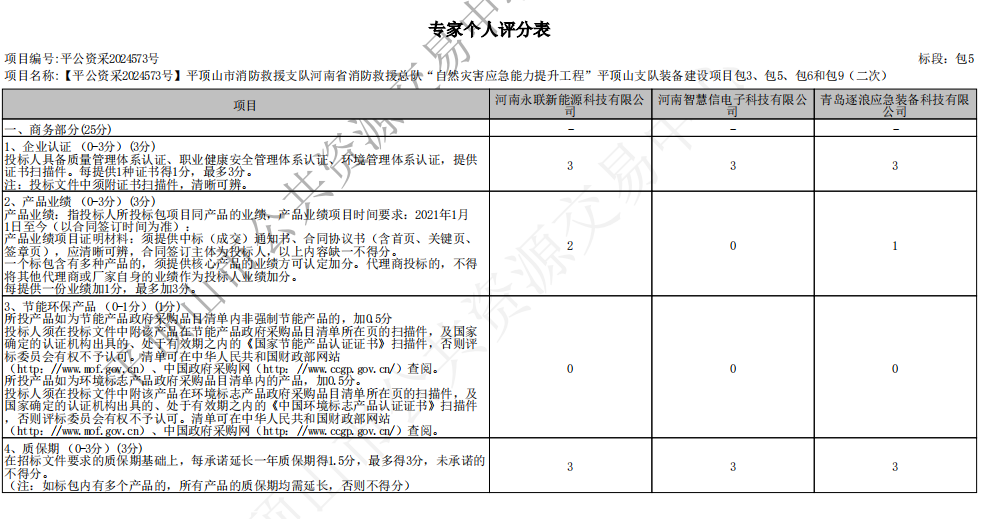 专家个人评分表
项目编号:平公资采2024573号
标段：包5
项目名称:【平公资采2024573号】平顶山市消防救援支队河南省消防救援总队“自然灾害应急能力提升工程”平顶山支队装备建设项目包3、包5、包6和包9（二次）
项目
河南永联新能源科技有限公
司
河南智慧信电子科技有限公
司
青岛逐浪应急装备科技有限
公司
一、商务部分(25分)
-
-
-
1、企业认证 （0-3分）(3分)
投标人具备质量管理体系认证、职业健康安全管理体系认证、环境管理体系认证，提供
证书扫描件。每提供1种证书得1分，最多3分。
注：投标文件中须附证书扫描件，清晰可辨。
3
3
3
2、产品业绩 （0-3分）(3分)
产品业绩：指投标人所投标包项目同产品的业绩，产品业绩项目时间要求：2021年1月
1日至今（以合同签订时间为准）；
产品业绩项目证明材料：须提供中标（成交）通知书、合同协议书（含首页、关键页、
签章页），应清晰可辨，合同签订主体为投标人，以上内容缺一不得分。
一个标包含有多种产品的，须提供核心产品的业绩方可认定加分。代理商投标的，不得
将其他代理商或厂家自身的业绩作为投标人业绩加分。
每提供一份业绩加1分，最多加3分。
2
0
1
3、节能环保产品 （0-1分）(1分)
所投产品如为节能产品政府采购品目清单内非强制节能产品的，加0.5分
投标人须在投标文件中附该产品在节能产品政府采购品目清单所在页的扫描件，及国家
确定的认证机构出具的、处于有效期之内的《国家节能产品认证证书》扫描件，否则评
标委员会有权不予认可。清单可在中华人民共和国财政部网站
（http：//www.mof.gov.cn）、中国政府采购网（http：//www.ccgp.gov.cn/）查阅。
所投产品如为环境标志产品政府采购品目清单内的产品，加0.5分。
投标人须在投标文件中附该产品在环境标志产品政府采购品目清单所在页的扫描件，及
国家确定的认证机构出具的、处于有效期之内的《中国环境标志产品认证证书》扫描件
，否则评标委员会有权不予认可。清单可在中华人民共和国财政部网站
（http：//www.mof.gov.cn）、中国政府采购网（http：//www.ccgp.gov.cn/）查阅。
0
0
0
4、质保期 （0-3分）(3分)
在招标文件要求的质保期基础上，每承诺延长一年质保期得1.5分，最多得3分，未承诺的
不得分。
（注：如标包内有多个产品的，所有产品的质保期均需延长，否则不得分）
3
3
3